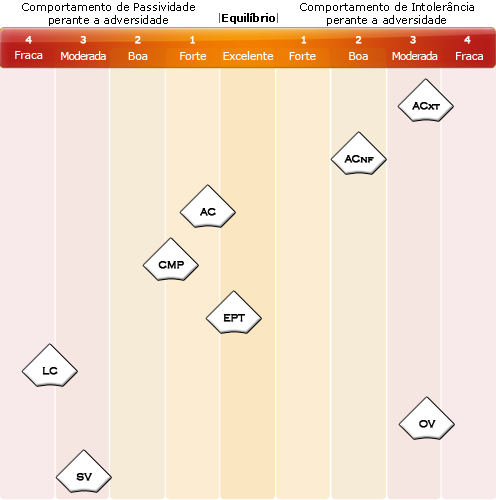 Comportamento de Passividade
perante a adversidade
|Equilíbrio|
Comportamento de Intolerância
perante a adversidade
4 3 2 1 1 2 3 4
Fraca Moderada Boa Forte Excelente Forte Boa Moderada Fraca
ACXT
ACNF
AC
CMP
EPT
LC
OV
SV